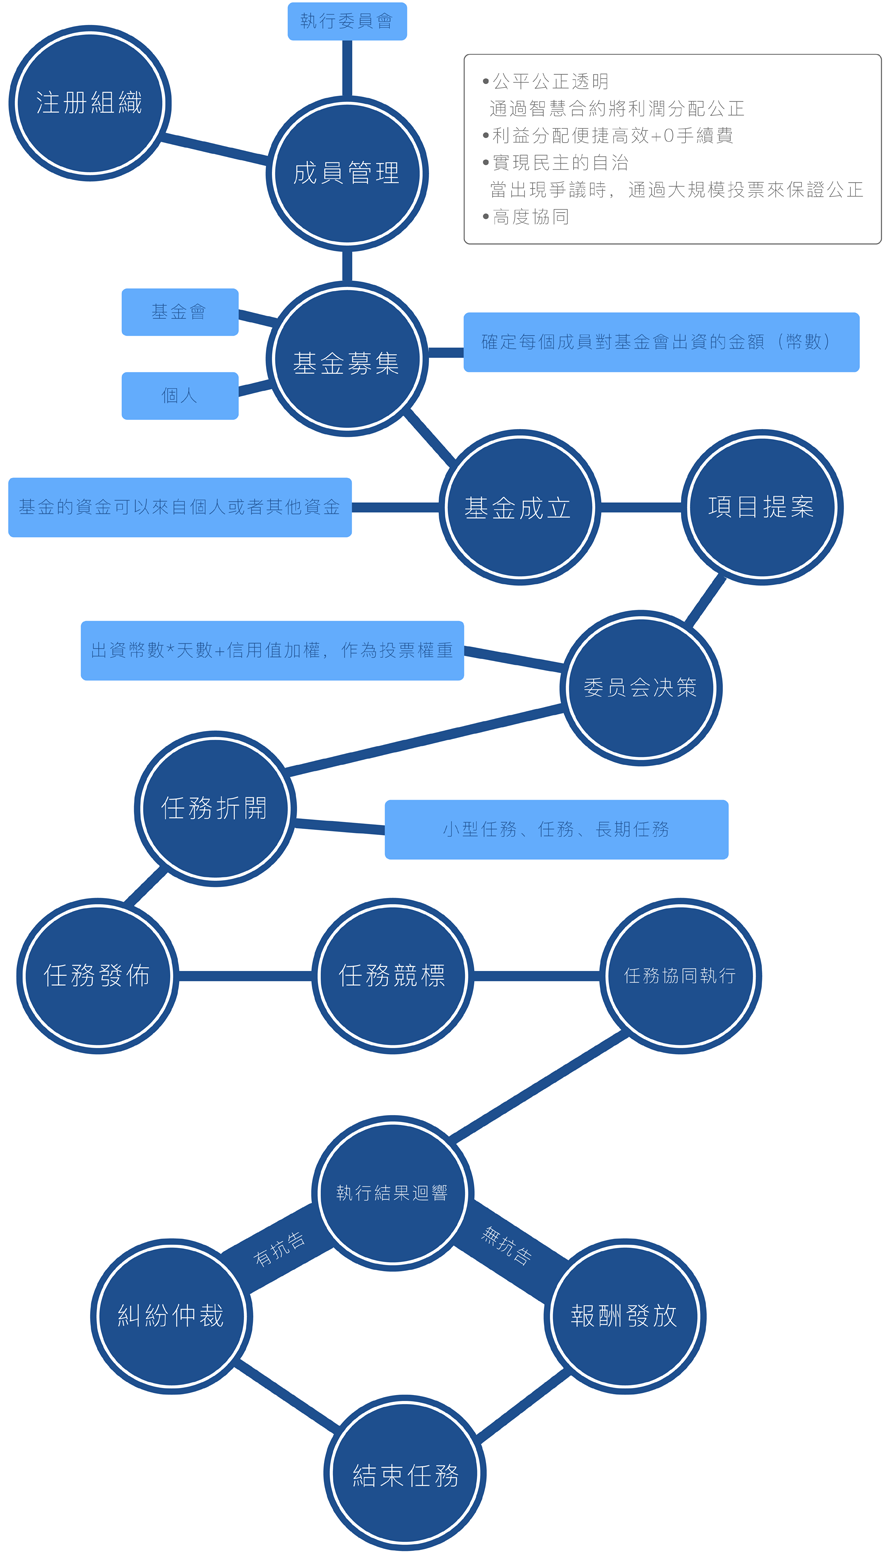 執行委員會
注册組織
成員管理
•公平公正透明
通過智慧合約將利潤分配公正
•利益分配便捷高效+0手續費
•實現民主的自治
當出現爭議時，通過大規模投票來保證公正
•高度協同
基金會
個人
基金募集
確定每個成員對基金會出資的金額（幣數）
基金的資金可以來自個人或者其他資金
基金成立
項目提案
出資幣數*天數+信用值加權，作為投票權重
委员会决策
任務折開
小型任務、任務、長期任務
任務發佈
任務競標
任務協同執行
執行結果迴響
有抗告
無抗告
糾紛仲裁
報酬發放
結束任務